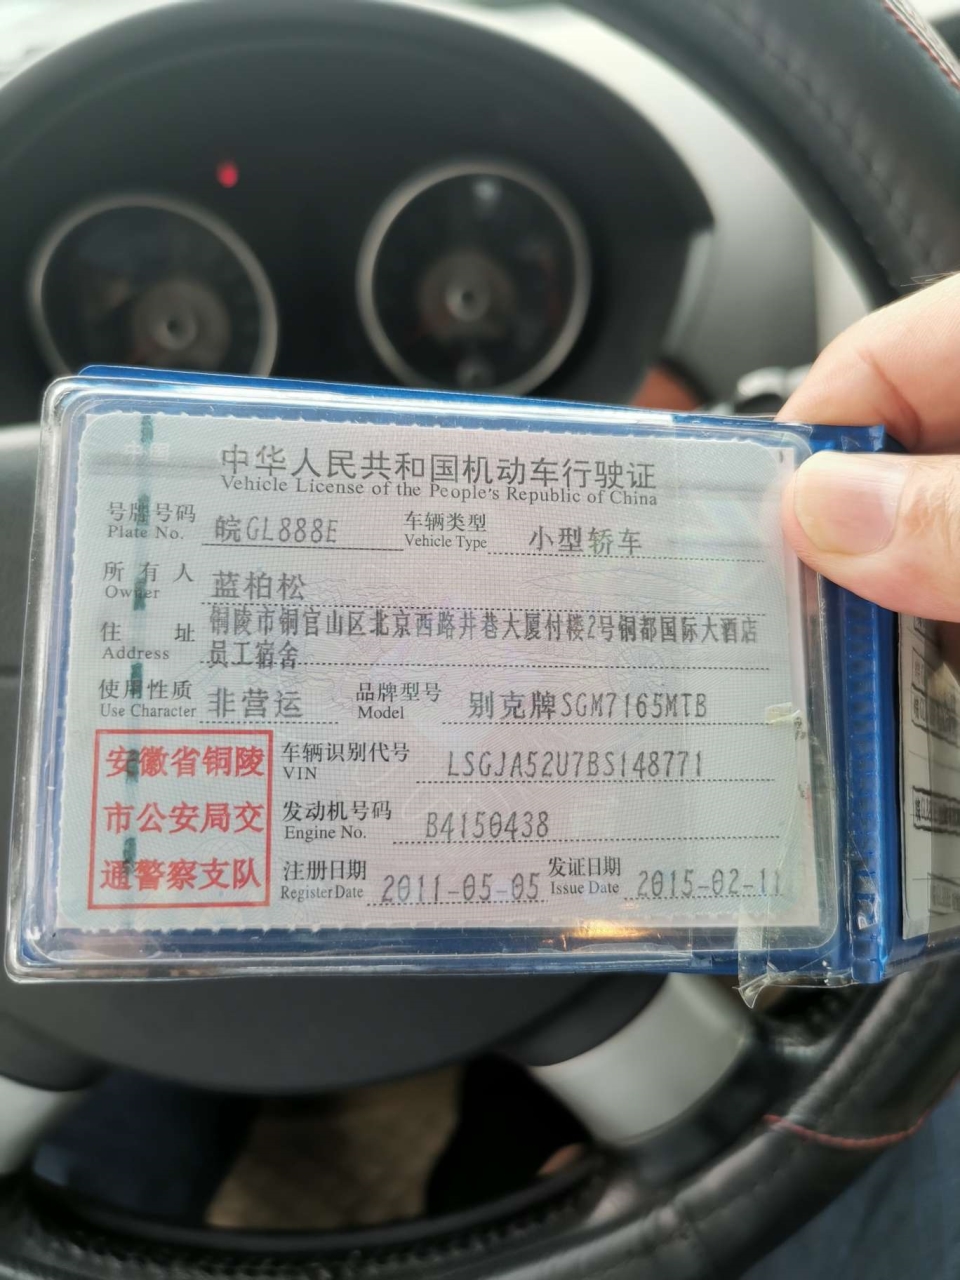 中华人民共和国机动车行驶证
Vehicle License of the People's Republic of China
号牌号码 皖GL888E 车辆类型 小型轿车
Plate No. Vehicle Type
所有人 蓝柏松
Owner
住址 铜陵市铜官山区北京西路井巷大厦付楼2号铜都国际大酒店
Address 员工宿舍
使用性质 非营运 品牌型号 别克牌SGM7165MTB
Use Character Model
车辆识别代号 LSGJA52U7BS148771
VIN
发动机号码 B4150438
Engine No.
注册日期 2011-05-05 发证日期 2015-02-11
Register Date Issue Date
安徽省铜陵
市公安局交
通警察支队